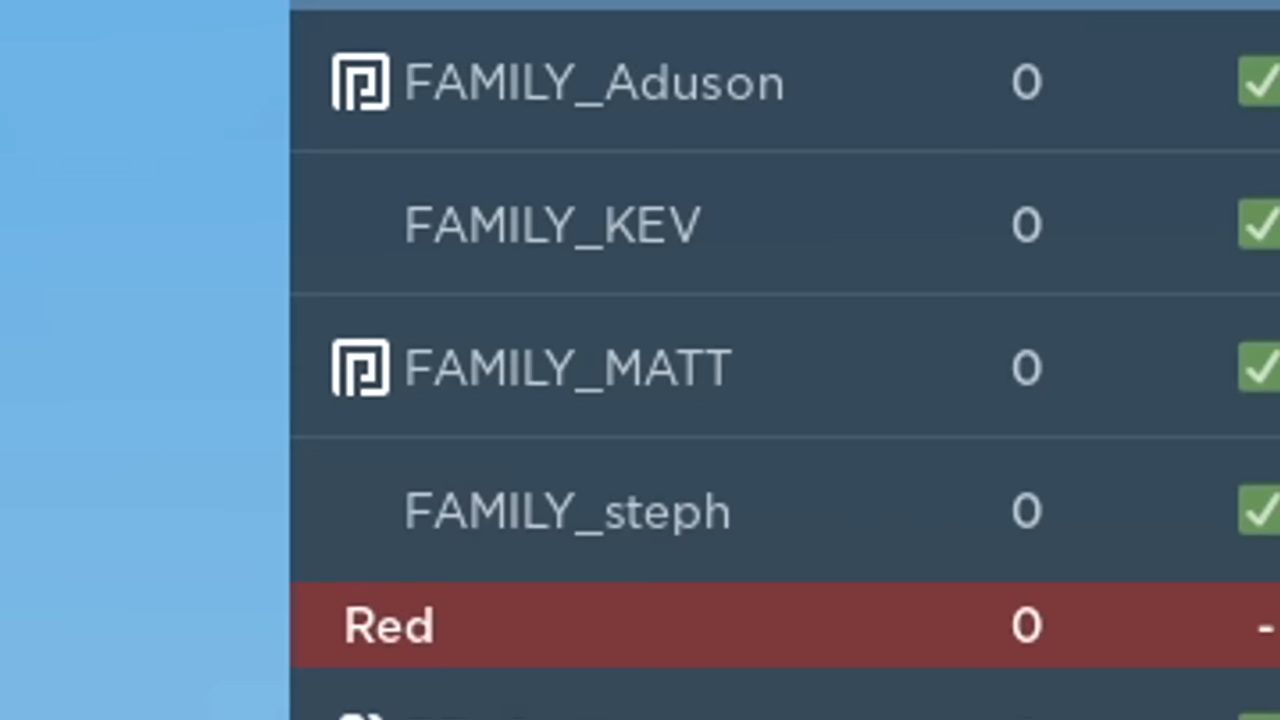 FAMILY_Aduson 0 ✅
FAMILY_KEV 0 ✅
FAMILY_MATT 0 ✅
FAMILY_steph 0 ✅
Red 0 -